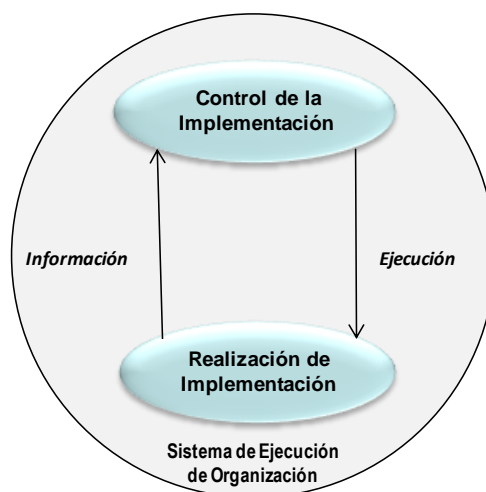 Control de la
Implementación
Información
Ejecución
Realización de
Implementación
Sistema de Ejecución
de Organización